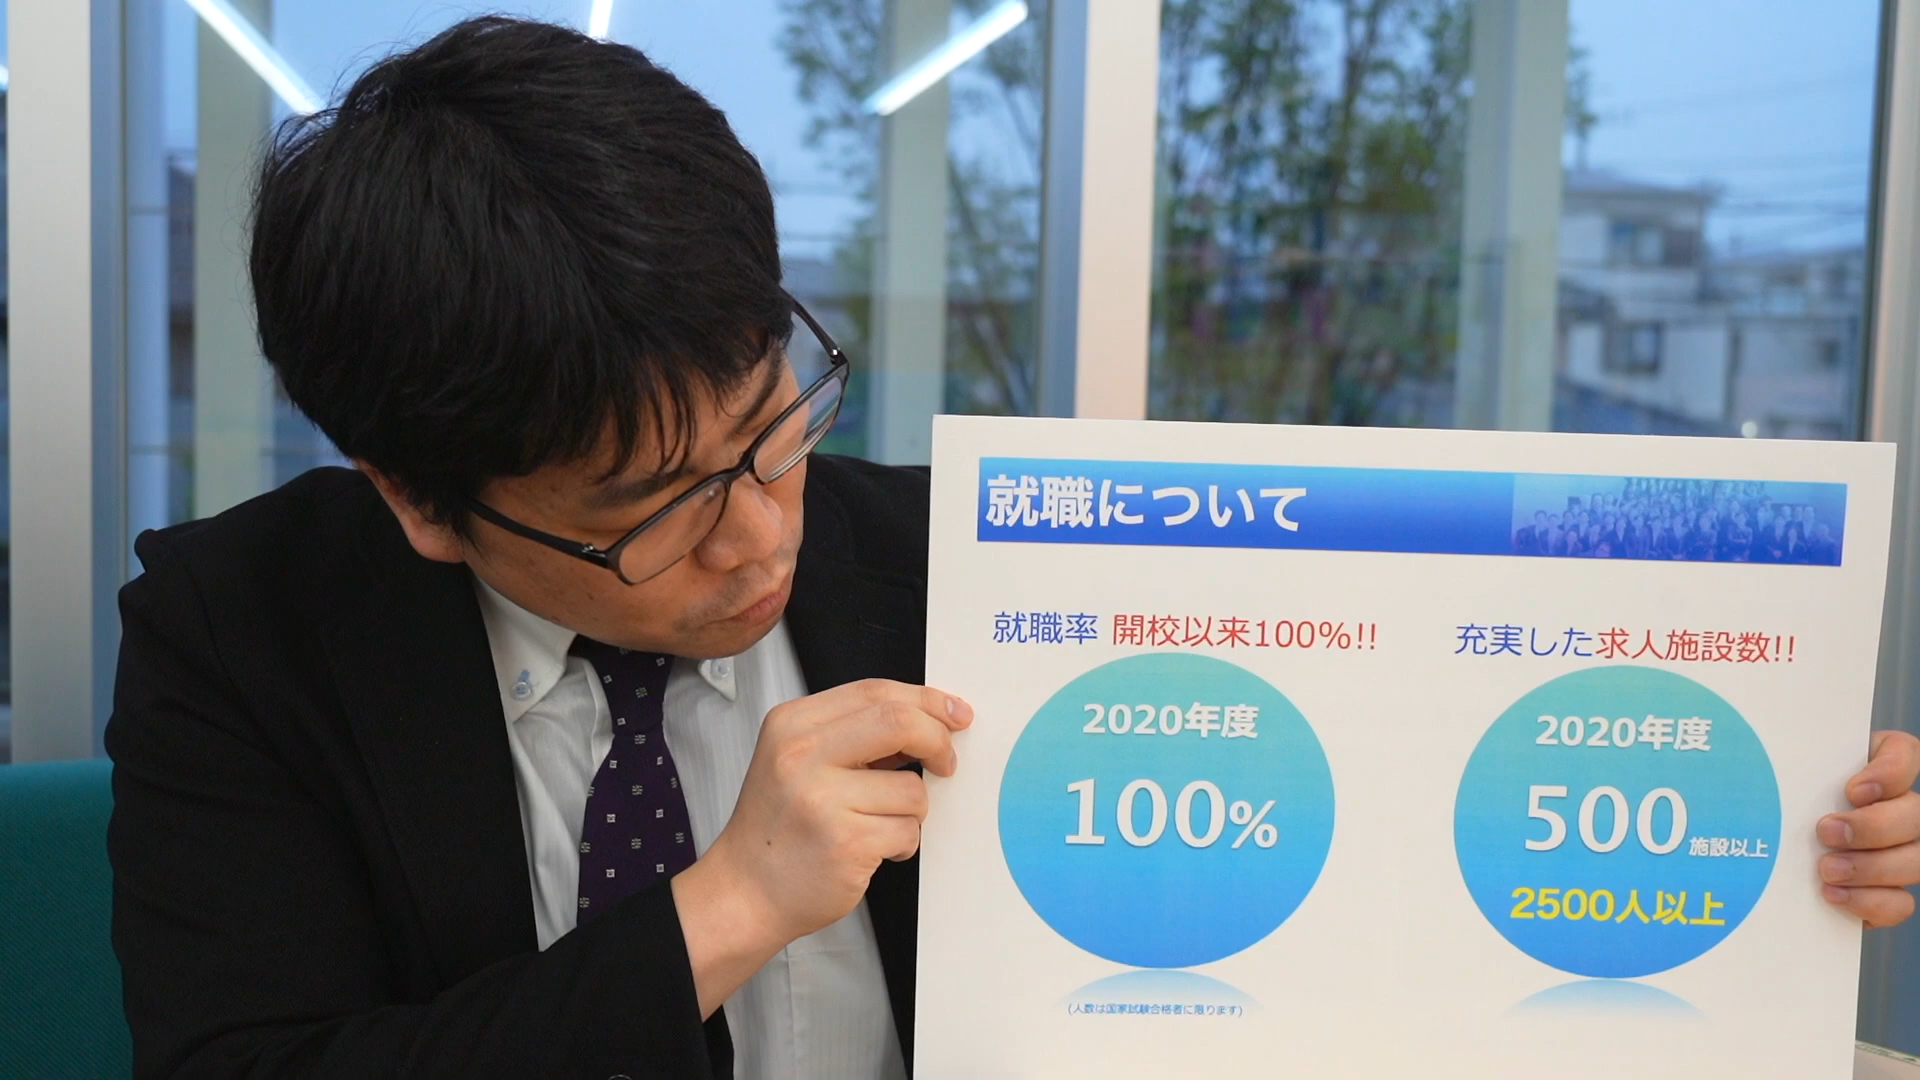 就職について
就職率 開校以来100%!!
2020年度
100%
(人数は国家試験合格者に限ります)
充実した求人施設数!!
2020年度
500施設以上
2500人以上